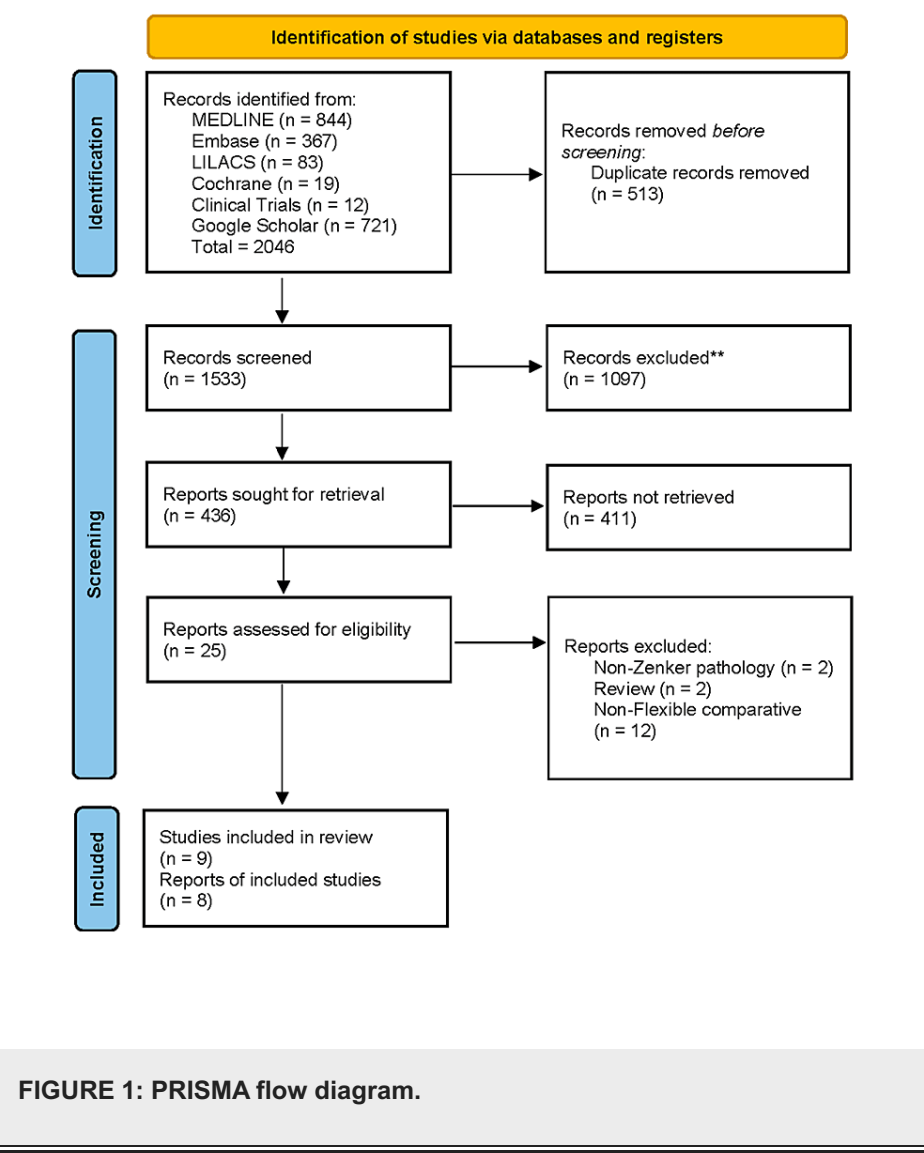 Identification of studies via databases and registers
Identification
Records identified from:
MEDLINE (n = 844)
Embase (n = 367)
LILACS (n = 83)
Cochrane (n = 19)
Clinical Trials (n = 12)
Google Scholar (n = 721)
Total = 2046
Records removed before
screening:
Duplicate records removed
(n = 513)
Screening
Records screened
(n = 1533)
Records excluded**
(n = 1097)
Reports sought for retrieval
(n = 436)
Reports not retrieved
(n = 411)
Reports assessed for eligibility
(n = 25)
Reports excluded:
Non-Zenker pathology (n = 2)
Review (n = 2)
Non-Flexible comparative
(n = 12)
Included
Studies included in review
(n = 9)
Reports of included studies
(n = 8)
FIGURE 1: PRISMA flow diagram.